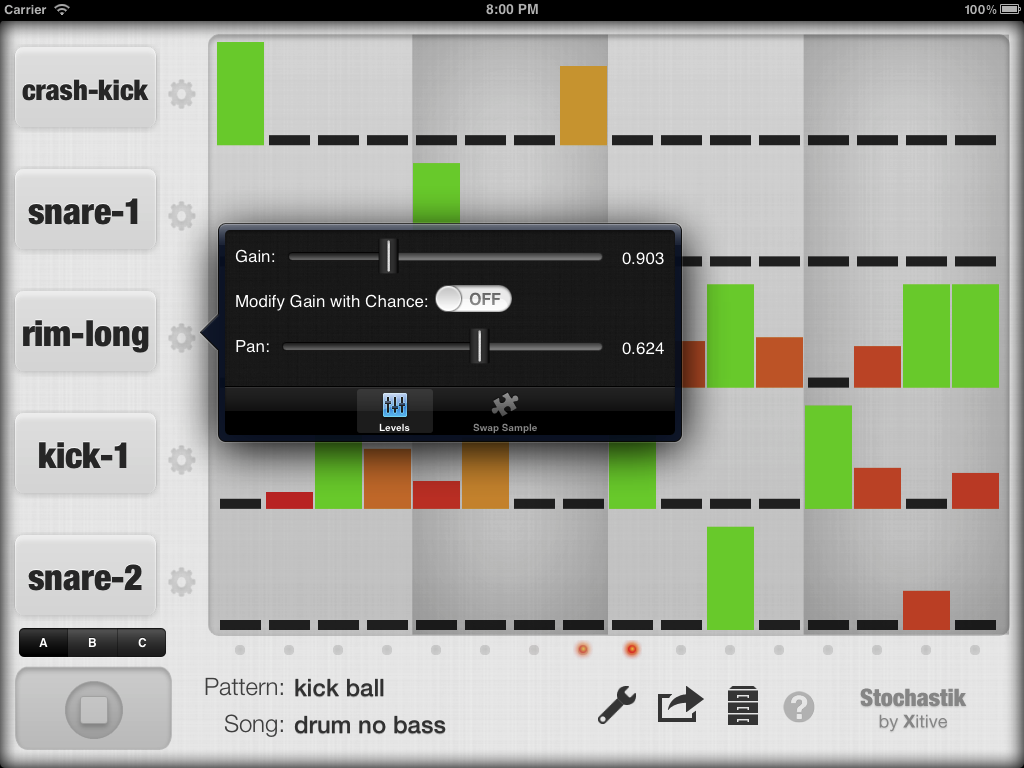 Carrier 8:00 PM 100%
crash-kick
snare-1
rim-long
kick-1
snare-2
Gain: 0.903
Modify Gain with Chance: OFF
Pan: 0.624
Levels Swap Sample
A B C
Pattern: kick ball
Song: drum no bass
?
Stochastik
by Xitive